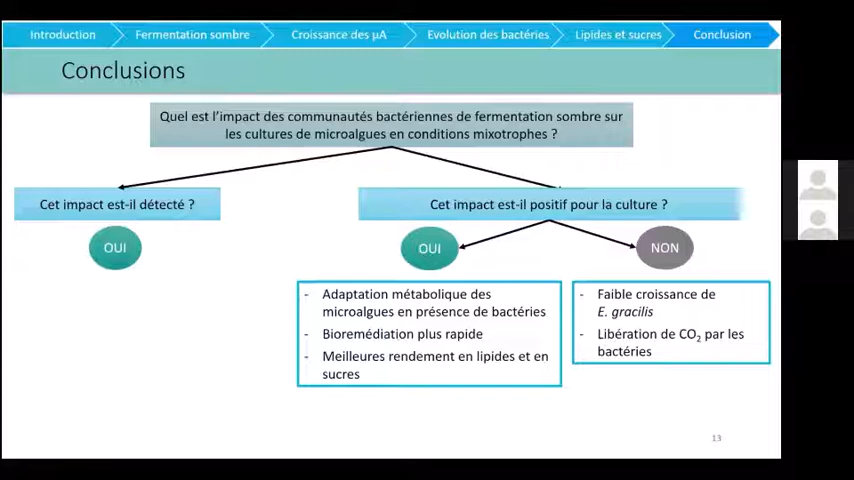 Introduction
Fermentation sombre
Croissance des µA
Evolution des bactéries
Lipides et sucres
Conclusion
Conclusions
Quel est l'impact des communautés bactériennes de fermentation sombre sur
les cultures de microalgues en conditions mixotrophes ?
Cet impact est-il détecté ?
Cet impact est-il positif pour la culture ?
OUI
OUI
NON
- Adaptation métabolique des
microalgues en présence de bactéries
- Bioremédiation plus rapide
- Meilleures rendement en lipides et en
sucres
- Faible croissance de
E. gracilis
- Libération de CO₂ par les
bactéries
13